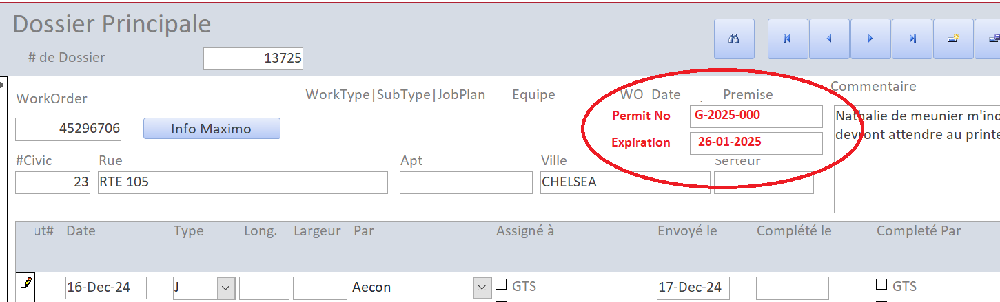 Dossier Principale
# de Dossier 13725
WorkOrder WorkType|SubType|JobPlan Equipe WO Date Premise Commentaire
45296706 Info Maximo Permit No G-2025-000 Nathalie de meunier m'ind
Expiration 26-01-2025 devront attendre au printe
#Civic Rue Apt Ville Serteur
23 RTE 105 CHELSEA
ut# Date Type Long. Largeur Par Assigné à Envoyé le Complété le Completé Par
16-Dec-24 J Aecon GTS 17-Dec-24 GTS